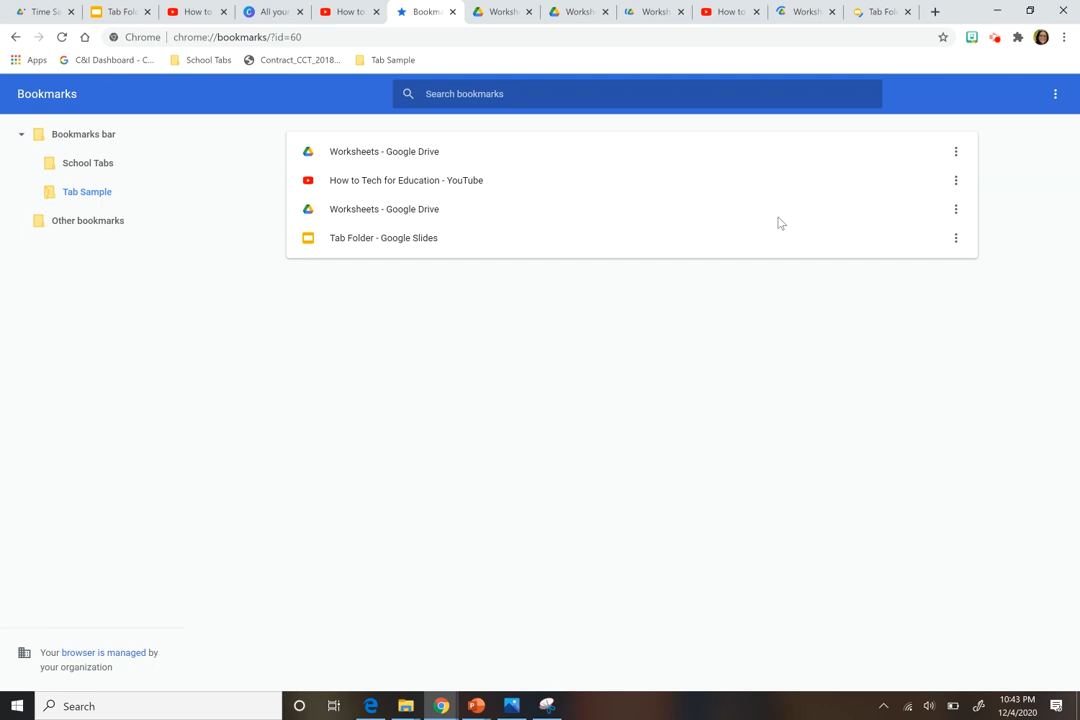 Time Sa
Tab Fol
How to
All your
How to
Bookm
Worksh
Worksh
Worksh
How to
Worksh
Tab Fol
Chrome
chrome://bookmarks/?id=60
Apps
C&I Dashboard - C...
School Tabs
Contract_CCT_2018...
Tab Sample
Bookmarks
Search bookmarks
Bookmarks bar
School Tabs
Tab Sample
Other bookmarks
Worksheets - Google Drive
How to Tech for Education - YouTube
Worksheets - Google Drive
Tab Folder - Google Slides
Your browser is managed by
your organization
Search
10:43 PM
12/4/2020